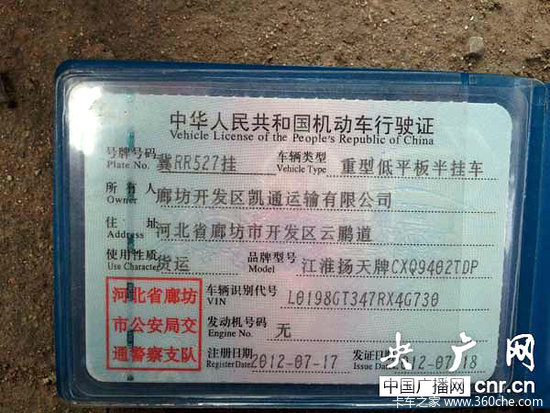 中华人民共和国机动车行驶证
Vehicle License of the People's Republic of China
号牌号码 Plate No. 冀RR527挂 车辆类型 Vehicle Type 重型低平板半挂车
所有人 Owner 廊坊开发区凯通运输有限公司
住址 Address 河北省廊坊市开发区云鹏道
使用性质 Use Character 货运 品牌型号 Model 江淮扬天牌CXQ9402TDP
车辆识别代号 VIN L0198GT347RX4G730
发动机号码 Engine No. 无
注册日期 Register Date 2012-07-17 发证日期 Issue Date 2012-07-18
河北省廊坊
市公安局交
通警察支队
央广网
中国广播网 cnr.cn
卡车之家 www.360che.com